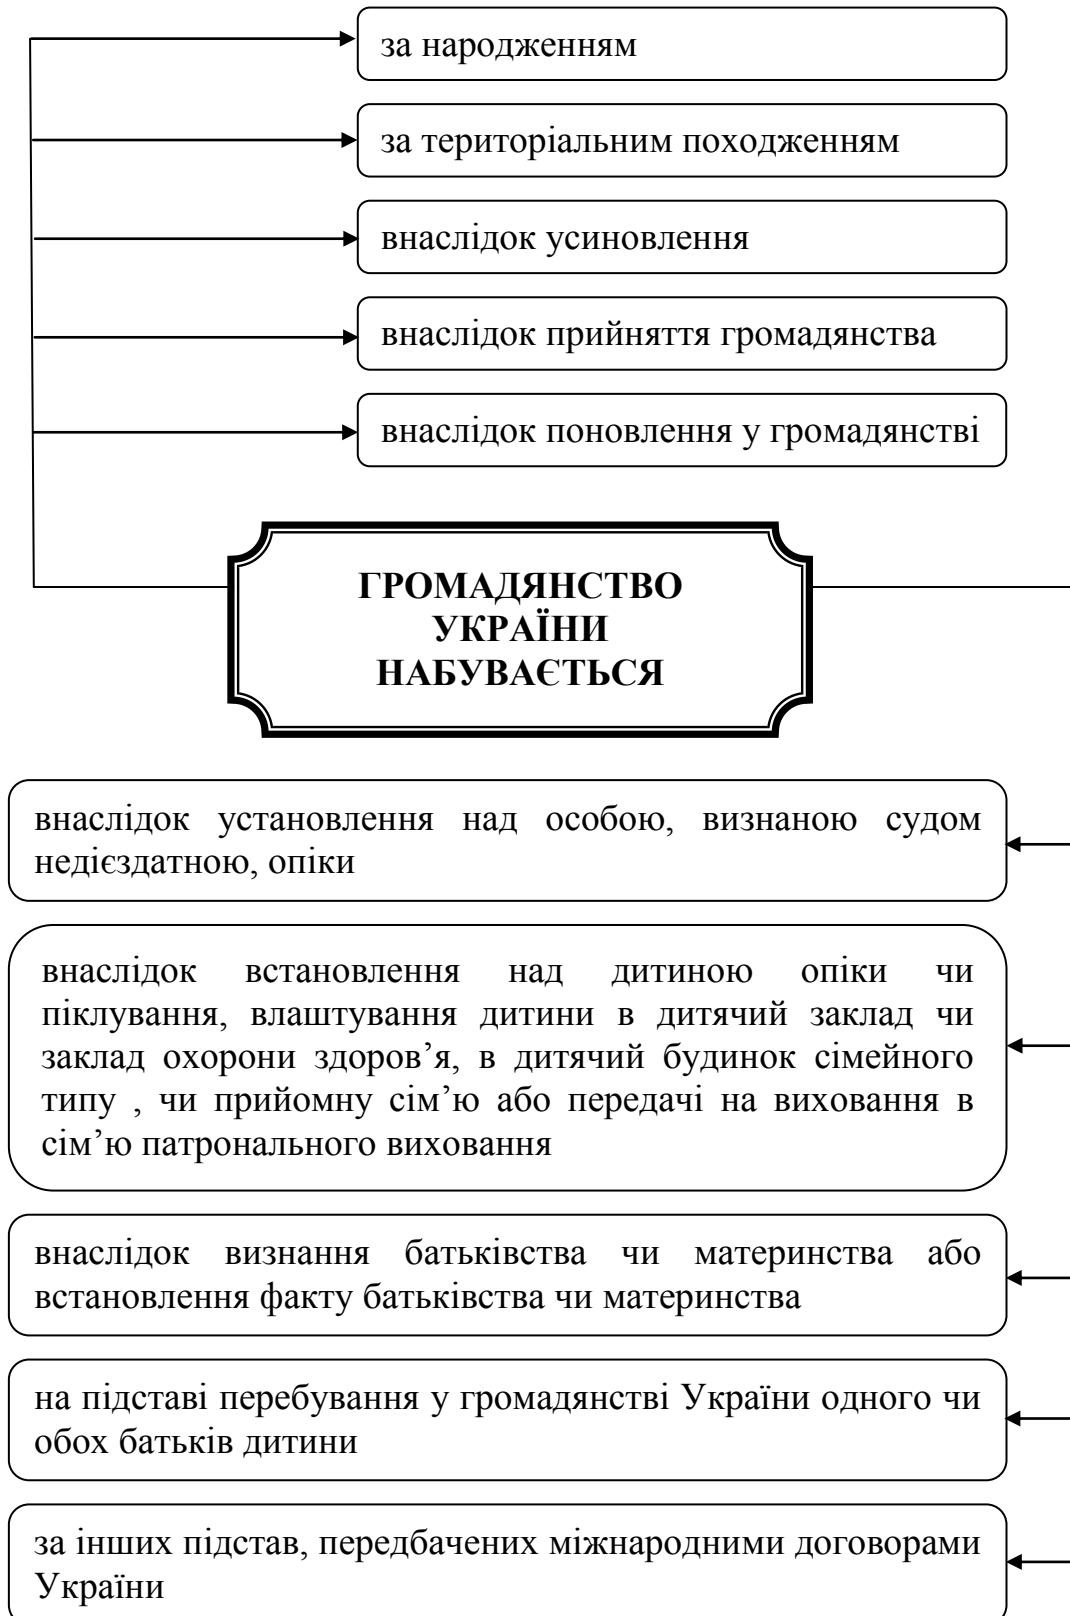 за народженням
за територіальним походженням
внаслідок усиновлення
внаслідок прийняття громадянства
внаслідок поновлення у громадянстві
ГРОМАДЯНСТВО
УКРАЇНИ
НАБУВАЄТЬСЯ
внаслідок установлення над особою, визнаною судом
недієздатною, опіки
внаслідок встановлення над дитиною опіки чи
піклування, влаштування дитини в дитячий заклад чи
заклад охорони здоров’я, в дитячий будинок сімейного
типу , чи прийомну сім’ю або передачі на виховання в
сім’ю патронального виховання
внаслідок визнання батьківства чи материнства або
встановлення факту батьківства чи материнства
на підставі перебування у громадянстві України одного чи
обох батьків дитини
за інших підстав, передбачених міжнародними договорами
України